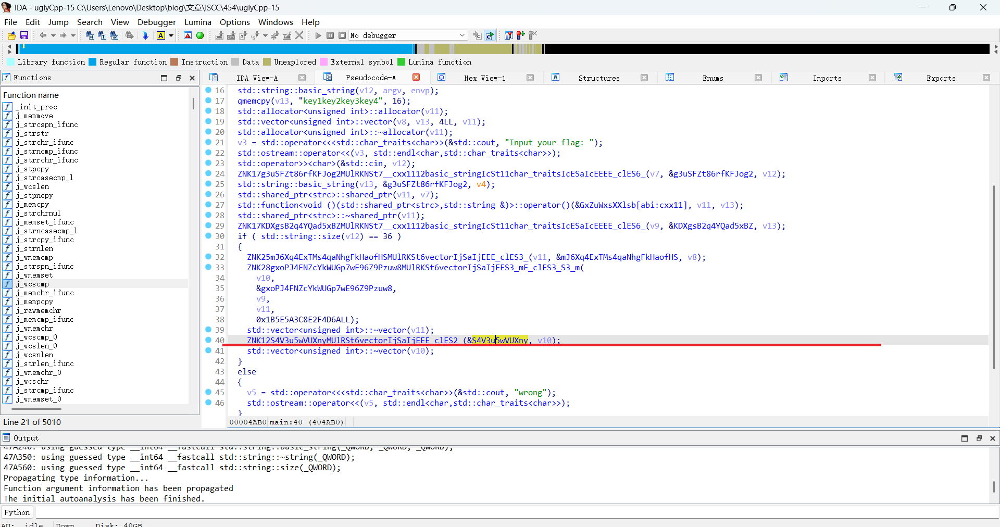 IDA - uglyCpp-15 C:\Users\Lenovo\Desktop\blog\文章\ISCC\454\uglyCpp-15
File Edit Jump Search View Debugger Lumina Options Windows Help
No debugger
Library function Regular function Instruction Data Unexplored External symbol Lumina function
Functions
Function name
_init_proc
j_memmove
j_strcspn_ifunc
j_strstr
j_strchr_ifunc
j_strncmp_ifunc
j_strrchr_ifunc
j_stpcpy
j_strcasecmp_l
j_wcslen
j_stpncpy
j_memcpy
j_strchrnul
j_memset_ifunc
j_strncasecmp_l
j_strcpy_ifunc
j_strnlen
j_wmemcmp
j_strspn_ifunc
j_wmemset
j_wcscmp
j_memchr_ifunc
j_mempcpy
j_rawmemchr
j_memcmp_ifunc
j_wmemchr
j_wcscmp_0
j_wcslen_0
j_wcsnlen
j_strlen_ifunc
j_wmemchr_0
j_wcschr
j_strcmp_ifunc
j_wmemset_0
Line 21 of 5010
IDA View-A Pseudocode-A Hex View-1 Structures Enums Imports Exports
16 std::string::basic_string(v12, argv, envp);
17 qmemcpy(v13, "key1key2key3key4", 16);
18 std::allocator<unsigned int>::allocator(v11);
19 std::vector<unsigned int>::vector(v8, v13, 4LL, v11);
20 std::allocator<unsigned int>::~allocator(v11);
21 v3 = std::operator<<<std::char_traits<char>>(&std::cout, "Input your flag: ");
22 std::ostream::operator<<(v3, std::endl<char,std::char_traits<char>>);
23 std::operator>><char>(&std::cin, v12);
24 ZNK17g3uSFZt86rfKFJog2MUlRKNSt7__cxx1112basic_stringIcSt11char_traitsIcESaIcEEEE_clES6_(v7, &g3uSFZt86rfKFJog2, v12);
25 std::string::basic_string(v13, &g3uSFZt86rfKFJog2, v4);
26 std::shared_ptr<strc>::shared_ptr(v11, v7);
27 std::function<void ()(std::shared_ptr<strc>,std::string &)>::operator()(&GxZuWxsXXlsb[abi:cxx11], v11, v13);
28 std::shared_ptr<strc>::~shared_ptr(v11);
29 ZNK17KDXgsB2q4YQad5xBZMUlRKNSt7__cxx1112basic_stringIcSt11char_traitsIcESaIcEEEE_clES6_(v9, &KDXgsB2q4YQad5xBZ, v13);
30 if ( std::string::size(v12) == 36 )
31 {
32 ZNK25mJ6Xq4ExTMs4qaNhgFkHaofHSMUlRKSt6vectorIjSaIjEEE_clES3_(v11, &mJ6Xq4ExTMs4qaNhgFkHaofHS, v8);
33 ZNK28gxoPJ4FNZcYkWUGp7wE96Z9Pzuw8MUlRKSt6vectorIjSaIjEES3_mE_clES3_S3_m(
34 v10,
35 &gxoPJ4FNZcYkWUGp7wE96Z9Pzuw8,
36 v9,
37 v11,
38 0x1B5E5A3C8E2F4D6ALL);
39 std::vector<unsigned int>::~vector(v11);
40 ZNK12S4V3u5wVUXnvMUlRSt6vectorIjSaIjEEE_clES2_(&S4V3u5wVUXnv, v10);
41 std::vector<unsigned int>::~vector(v10);
42 }
43 else
44 {
45 v5 = std::operator<<<std::char_traits<char>>(&std::cout, "wrong");
46 std::ostream::operator<<(v5, std::endl<char,std::char_traits<char>>);
}
00004AB0 main:40 (404AB0)
Output
47A240: using guessed type __int64 __fastcall std::string::basic_string(_QWORD, _QWORD, _QWORD);
47A350: using guessed type __int64 __fastcall std::string::~string(_QWORD);
47A560: using guessed type __int64 __fastcall std::string::size(_QWORD);
Propagating type information...
Function argument information has been propagated
The initial autoanalysis has been finished.
Python
AU: idle Down Disk: 40GB